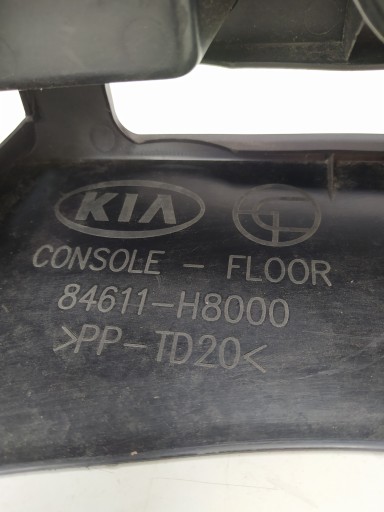 KIA
CONSOLE - FLOOR
84611-H8000
>PP-TD20<